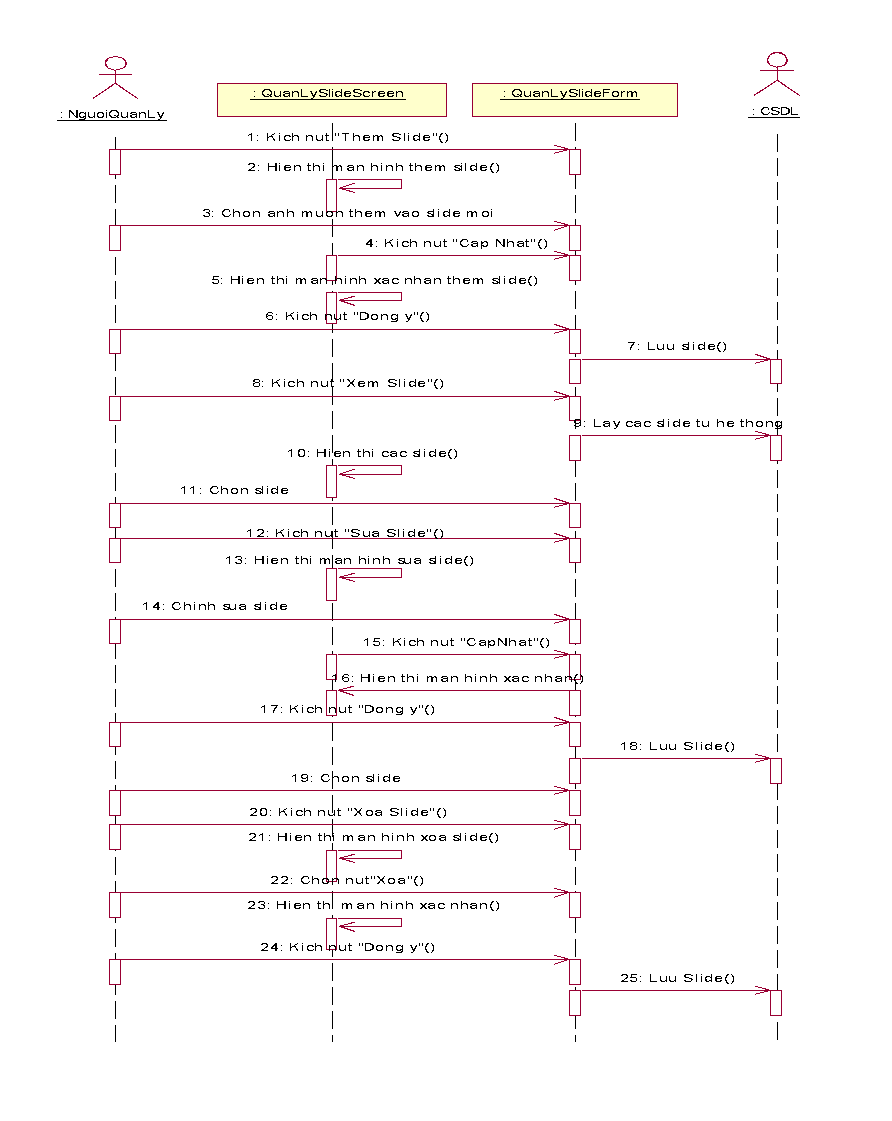 : NguoiQuanLy
: QuanLySlideScreen
: QuanLySlideForm
: CSDL
1: Kich nut "Them Slide"()
2: Hien thi man hinh them silde()
3: Chon anh muon them vao slide moi
4: Kich nut "Cap Nhat"()
5: Hien thi man hinh xac nhan them slide()
6: Kich nut "Dong y"()
7: Luu slide()
8: Kich nut "Xem Slide"()
9: Lay cac slide tu he thong
10: Hien thi cac slide()
11: Chon slide
12: Kich nut "Sua Slide"()
13: Hien thi man hinh sua slide()
14: Chinh sua slide
15: Kich nut "CapNhat"()
16: Hien thi man hinh xac nhan()
17: Kich nut "Dong y"()
18: Luu Slide()
19: Chon slide
20: Kich nut "Xoa Slide"()
21: Hien thi man hinh xoa slide()
22: Chon nut"Xoa"()
23: Hien thi man hinh xac nhan()
24: Kich nut "Dong y"()
25: Luu Slide()